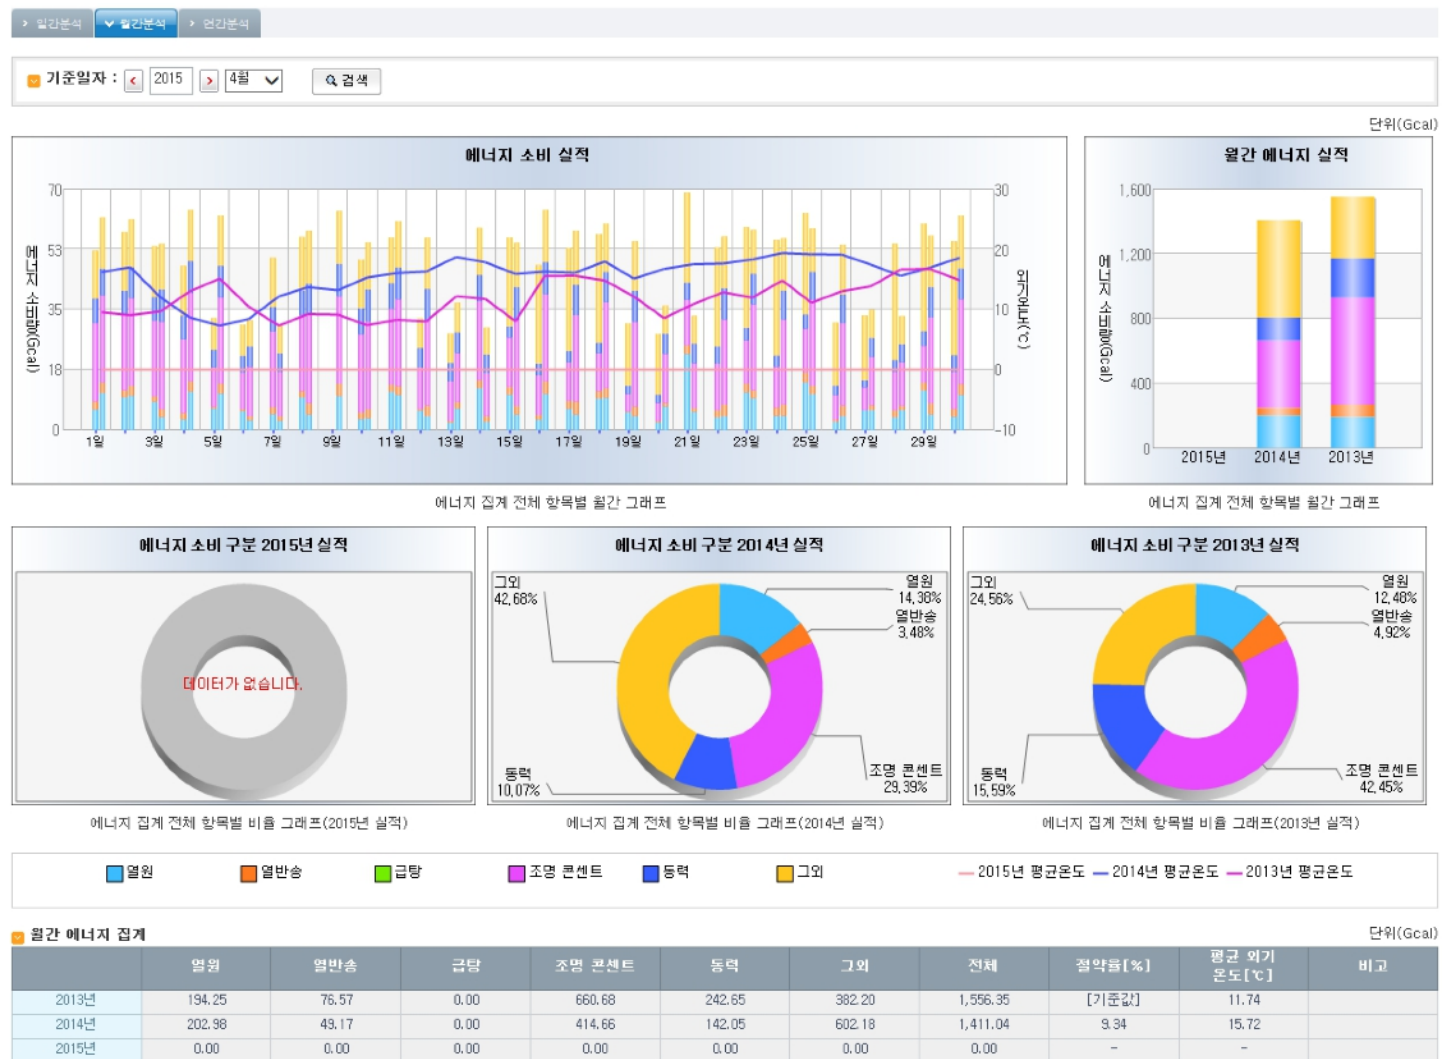 일간분석 월간분석 연간분석
기준일자 : 2015 4월 검색
단위(Gcal)
에너지 소비 실적
70 53 35 18 0
에너지 소비량(Gcal)
30 20 10 0 -10
외기온도(℃)
1일 3일 5일 7일 9일 11일 13일 15일 17일 19일 21일 23일 25일 27일 29일
에너지 집계 전체 항목별 월간 그래프
월간 에너지 실적
1,600 1,200 800 400 0
에너지 소비량(Gcal)
2015년 2014년 2013년
에너지 집계 전체 항목별 월간 그래프
에너지 소비 구분 2015년 실적
데이터가 없습니다.
에너지 집계 전체 항목별 비율 그래프(2015년 실적)
에너지 소비 구분 2014년 실적
그외
42,68%
열원
14,38%
열반송
3,48%
조명 콘센트
29,39%
동력
10,07%
에너지 집계 전체 항목별 비율 그래프(2014년 실적)
에너지 소비 구분 2013년 실적
그외
24,56%
열원
12,48%
열반송
4,92%
조명 콘센트
42,45%
동력
15,59%
에너지 집계 전체 항목별 비율 그래프(2013년 실적)
열원 열반송 급탕 조명 콘센트 동력 그외 2015년 평균온도 2014년 평균온도 2013년 평균온도
월간 에너지 집계
단위(Gcal)
열원 열반송 급탕 조명 콘센트 동력 그외 전체 절약율[%] 평균 외기 온도[℃] 비고
2013년 194.25 76.57 0.00 660.68 242.65 382.20 1,556.35 [기준값] 11.74
2014년 202.98 49.17 0.00 414.66 142.05 602.18 1,411.04 9.34 15.72
2015년 0.00 0.00 0.00 0.00 0.00 0.00 0.00 - -